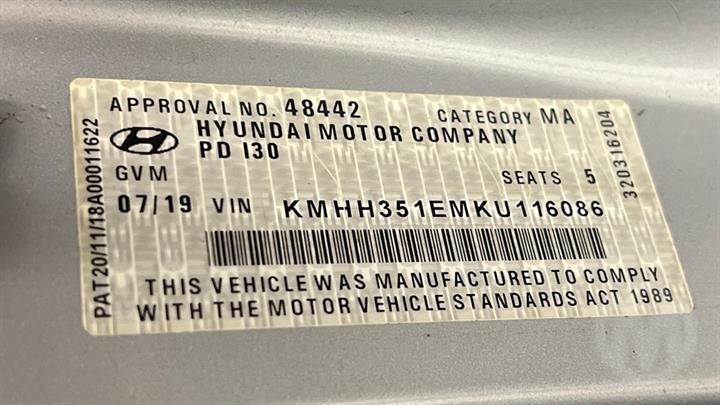 APPROVAL NO. 48442 CATEGORY MA
HYUNDAI MOTOR COMPANY
PD I30
GVM SEATS 5
07/19 VIN KMHH351EMKU116086
THIS VEHICLE WAS MANUFACTURED TO COMPLY
WITH THE MOTOR VEHICLE STANDARDS ACT 1989
PAT20/11/18A00011622
320316204